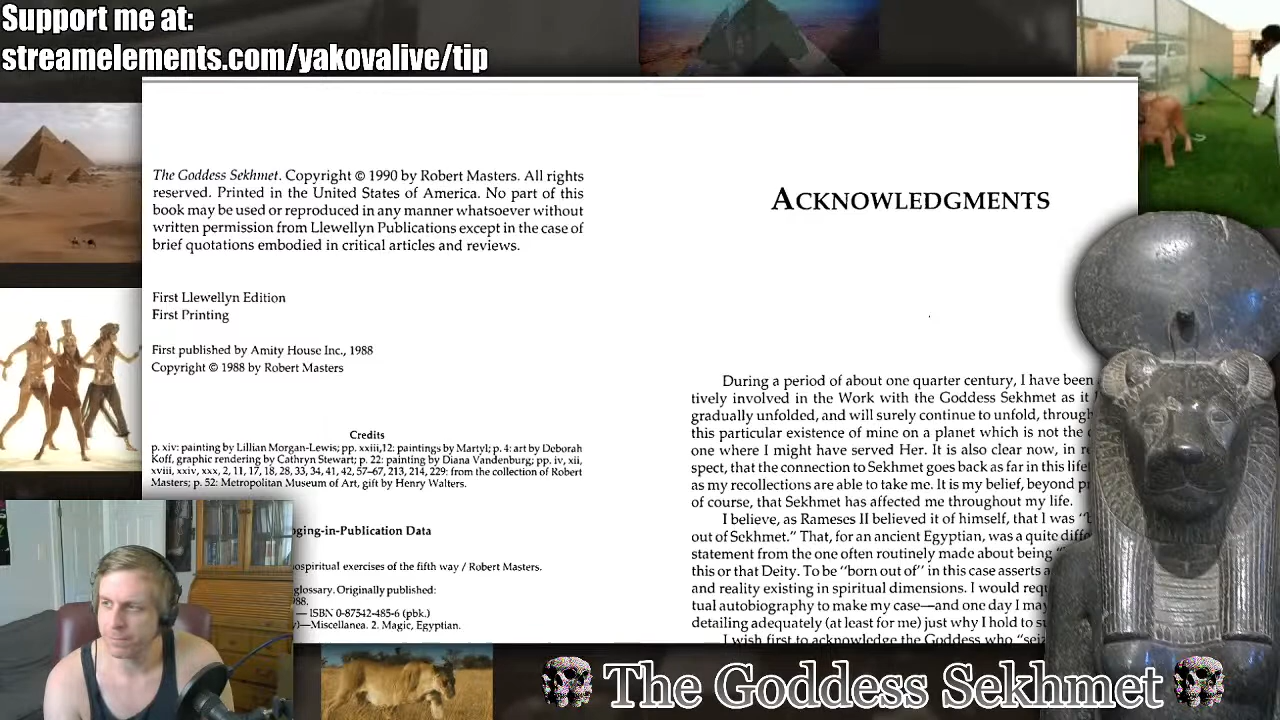 Support me at:
streamelements.com/yakovalive/tip
The Goddess Sekhmet. Copyright © 1990 by Robert Masters. All rights
reserved. Printed in the United States of America. No part of this
book may be used or reproduced in any manner whatsoever without
written permission from Llewellyn Publications except in the case of
brief quotations embodied in critical articles and reviews.
First Llewellyn Edition
First Printing
First published by Amity House Inc., 1988
Copyright © 1988 by Robert Masters
Credits
p. xiv: painting by Lillian Morgan-Lewis; pp. xxiii,12: paintings by Martyl; p. 4: art by Deborah
Koff, graphic rendering by Cathryn Stewart; p. 22: painting by Diana Vandenburg; pp. iv, xii,
xviii, xxiv, xxx, 2, 11, 17, 18, 28, 33, 34, 41, 42, 57–67, 213, 214, 229: from the collection of Robert
Masters; p. 52: Metropolitan Museum of Art, gift by Henry Walters.
ging-in-Publication Data
ospiritual exercises of the fifth way / Robert Masters.
glossary. Originally published:
88.
— ISBN 0-87542-485-6 (pbk.)
)—Miscellanea. 2. Magic, Egyptian.
ACKNOWLEDGMENTS
During a period of about one quarter century, I have been
tively involved in the Work with the Goddess Sekhmet as it
gradually unfolded, and will surely continue to unfold, through
this particular existence of mine on a planet which is not the
one where I might have served Her. It is also clear now, in re
spect, that the connection to Sekhmet goes back as far in this life
as my recollections are able to take me. It is my belief, beyond
of course, that Sekhmet has affected me throughout my life.
I believe, as Rameses II believed it of himself, that I was "b
out of Sekhmet." That, for an ancient Egyptian, was a quite diffe
statement from the one often routinely made about being
this or that Deity. To be "born out of" in this case asserts a
and reality existing in spiritual dimensions. I would requ
tual autobiography to make my case—and one day I may
detailing adequately (at least for me) just why I hold to su
I wish first to acknowledge the Goddess who "seiz
The Goddess Sekhmet